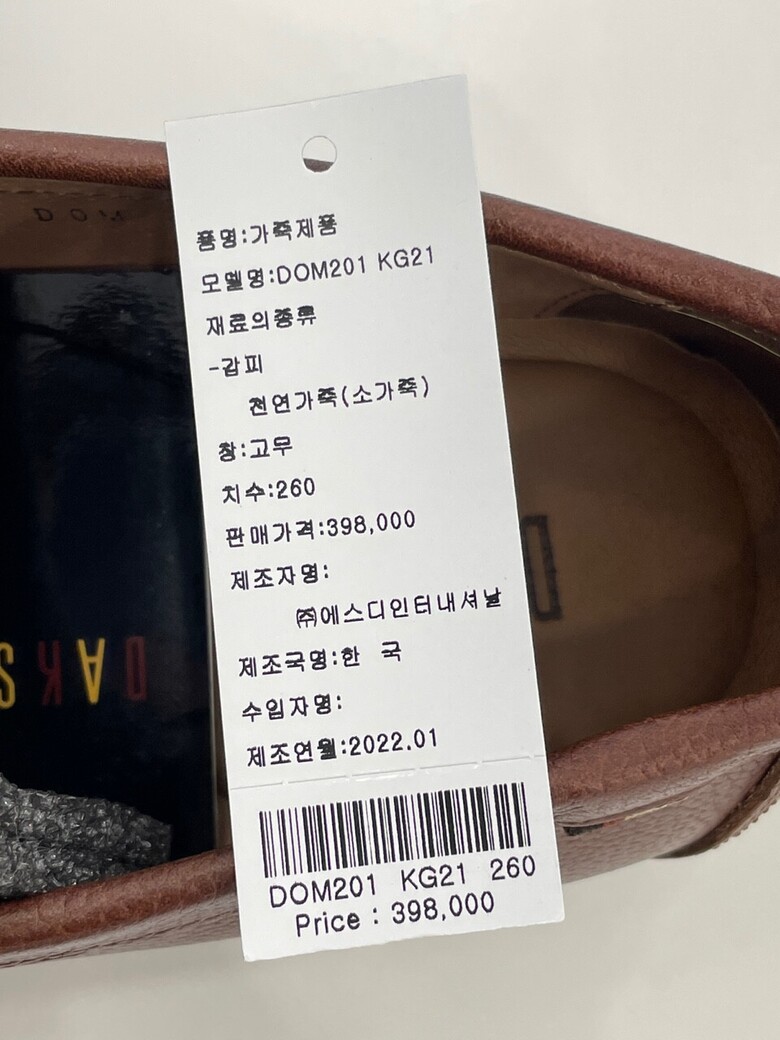 품명:가죽제품
모델명:DOM201 KG21
재료의종류
-갑피
천연가죽(소가죽)
창:고무
치수:260
판매가격:398,000
제조자명:
㈜에스디인터내셔날
제조국명:한 국
수입자명:
제조연월:2022.01
DOM201 KG21 260
Price : 398,000
DOM
DAKS
D